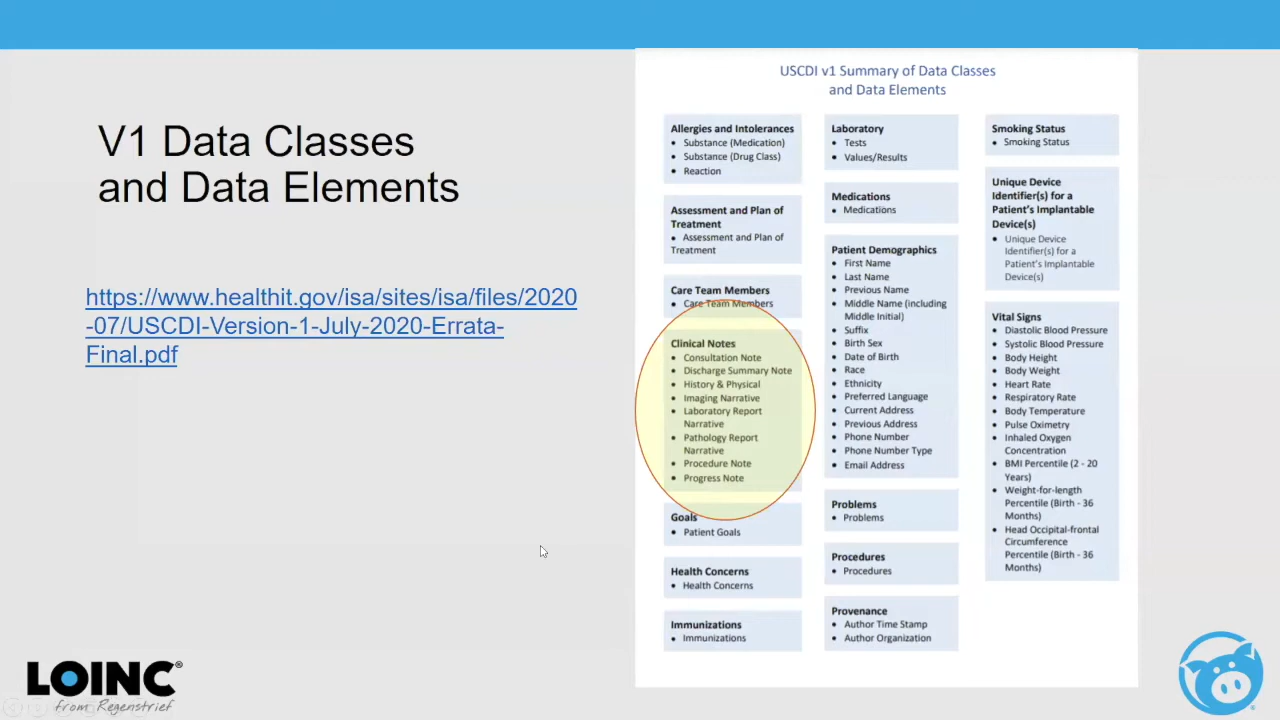 V1 Data Classes
and Data Elements
https://www.healthit.gov/isa/sites/isa/files/2020
-07/USCDI-Version-1-July-2020-Errata-
Final.pdf
USCDI v1 Summary of Data Classes
and Data Elements
Allergies and Intolerances
• Substance (Medication)
• Substance (Drug Class)
• Reaction
Assessment and Plan of
Treatment
• Assessment and Plan of
Treatment
Care Team Members
• Care Team Members
Clinical Notes
• Consultation Note
• Discharge Summary Note
• History & Physical
• Imaging Narrative
• Laboratory Report
Narrative
• Pathology Report
Narrative
• Procedure Note
• Progress Note
Goals
• Patient Goals
Health Concerns
• Health Concerns
Immunizations
• Immunizations
Laboratory
• Tests
• Values/Results
Medications
• Medications
Patient Demographics
• First Name
• Last Name
• Previous Name
• Middle Name (including
Middle Initial)
• Suffix
• Birth Sex
• Date of Birth
• Race
• Ethnicity
• Preferred Language
• Current Address
• Previous Address
• Phone Number
• Phone Number Type
• Email Address
Problems
• Problems
Procedures
• Procedures
Provenance
• Author Time Stamp
• Author Organization
Smoking Status
• Smoking Status
Unique Device
Identifier(s) for a
Patient's Implantable
Device(s)
• Unique Device
Identifier(s) for a
Patient's Implantable
Device(s)
Vital Signs
• Diastolic Blood Pressure
• Systolic Blood Pressure
• Body Height
• Body Weight
• Heart Rate
• Respiratory Rate
• Body Temperature
• Pulse Oximetry
• Inhaled Oxygen
Concentration
• BMI Percentile (2 - 20
Years)
• Weight-for-length
Percentile (Birth - 36
Months)
• Head Occipital-frontal
Circumference
Percentile (Birth - 36
Months)
LOINC®
from Regenstrief